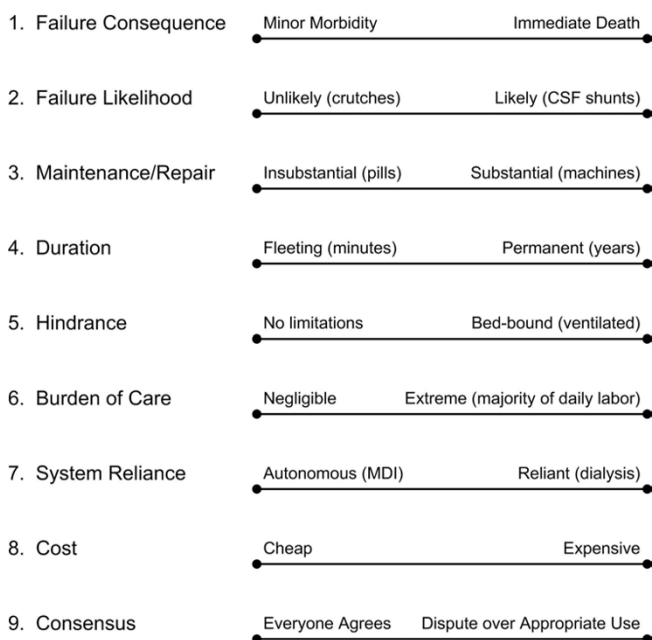 1. Failure Consequence Minor Morbidity Immediate Death
2. Failure Likelihood Unlikely (crutches) Likely (CSF shunts)
3. Maintenance/Repair Insubstantial (pills) Substantial (machines)
4. Duration Fleeting (minutes) Permanent (years)
5. Hindrance No limitations Bed-bound (ventilated)
6. Burden of Care Negligible Extreme (majority of daily labor)
7. System Reliance Autonomous (MDI) Reliant (dialysis)
8. Cost Cheap Expensive
9. Consensus Everyone Agrees Dispute over Appropriate Use